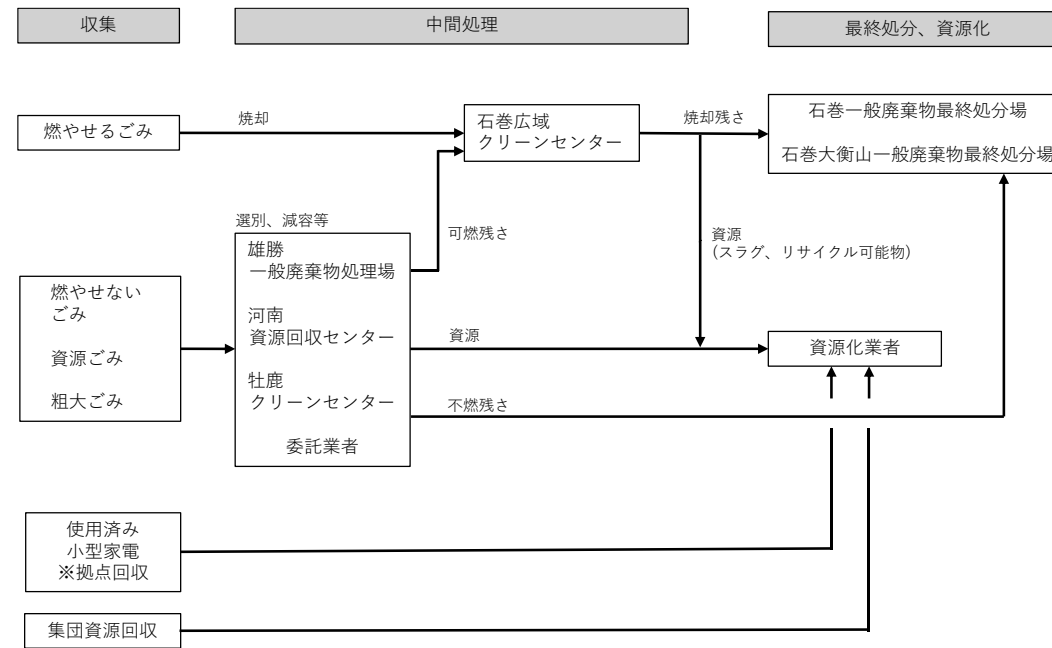 収集
中間処理
最終処分、資源化
燃やせるごみ
焼却
石巻広域
クリーンセンター
焼却残さ
石巻一般廃棄物最終処分場
石巻大衡山一般廃棄物最終処分場
選別、減容等
可燃残さ
資源
(スラグ、リサイクル可能物)
燃やせない
ごみ
資源ごみ
粗大ごみ
雄勝
一般廃棄物処理場
河南
資源回収センター
牡鹿
クリーンセンター
委託業者
資源
資源化業者
不燃残さ
使用済み
小型家電
※拠点回収
集団資源回収